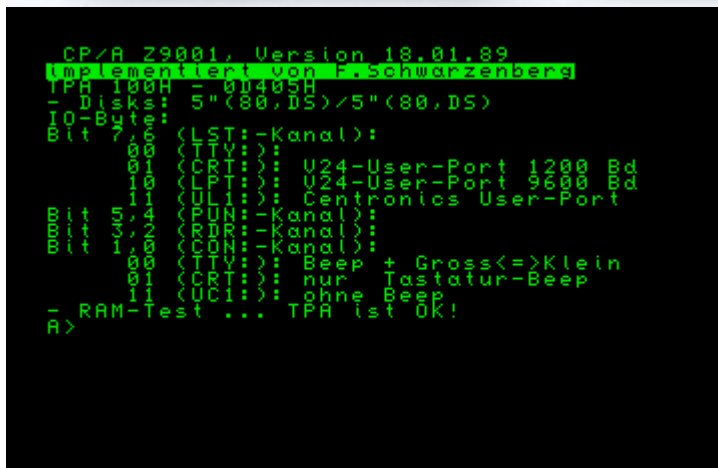 CP/A Z9001, Version 18.01.89
implementiert von F.Schwarzenberg
TPA 100H - 0D405H
- Disks: 5"(80,DS)/5"(80,DS)
IO-Byte:
Bit 7,6 (LST:-Kanal):
00 (TTY:):
01 (CRT:): V24-User-Port 1200 Bd
10 (LPT:): V24-User-Port 9600 Bd
11 (UL1:): Centronics User-Port
Bit 5,4 (PUN:-Kanal):
Bit 3,2 (RDR:-Kanal):
Bit 1,0 (CON:-Kanal):
00 (TTY:): Beep + Gross<=>Klein
01 (CRT:): nur Tastatur-Beep
11 (UC1:): ohne Beep
- RAM-Test ... TPA ist OK!
A>